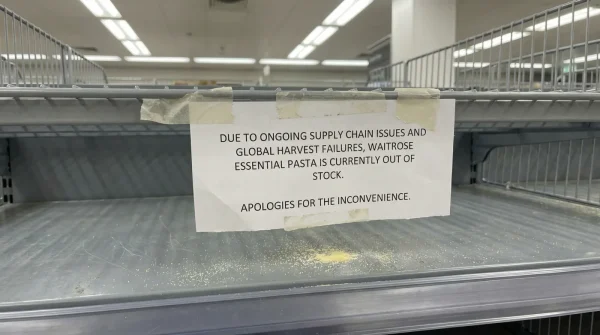 DUE TO ONGOING SUPPLY CHAIN ISSUES AND
GLOBAL HARVEST FAILURES, WAITROSE
ESSENTIAL PASTA IS CURRENTLY OUT OF
STOCK.
APOLOGIES FOR THE INCONVENIENCE.